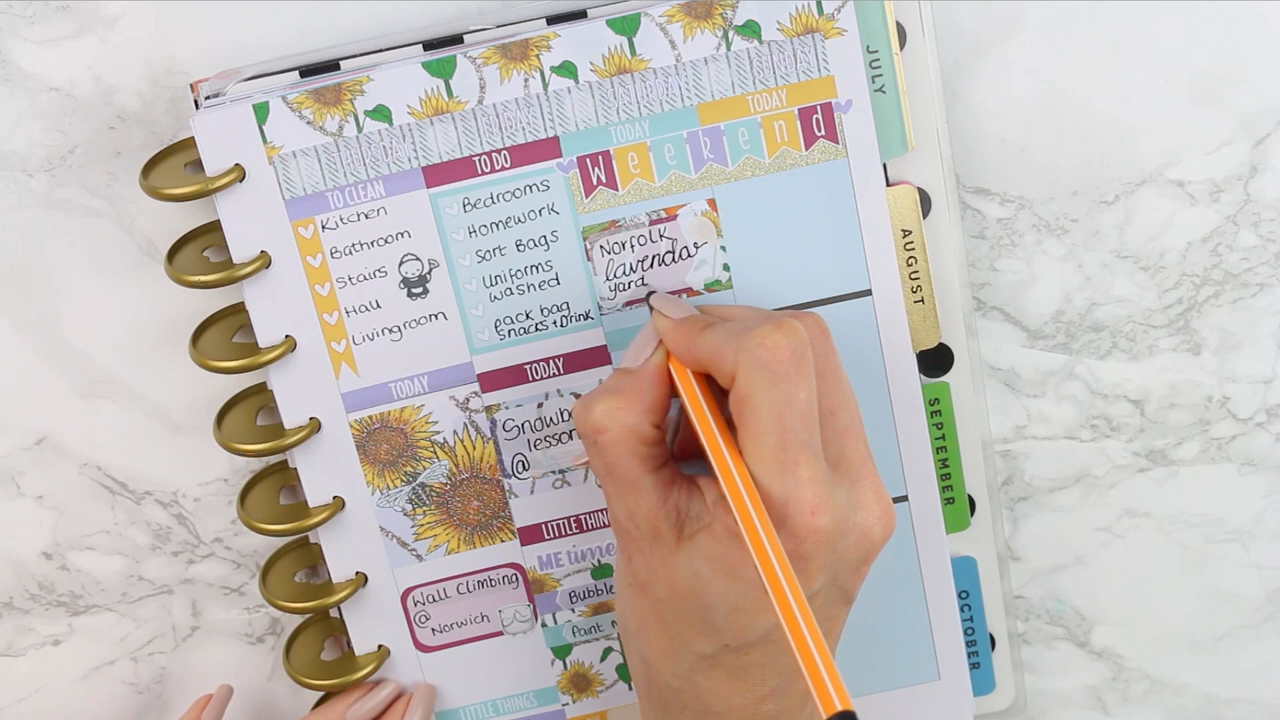 THURSDAY
FRIDAY
SATURDAY
SUNDAY
TO CLEAN
Kitchen
Bathroom
Stairs
Hall
Livingroom
TODAY
Wall Climbing
@
Norwich
LITTLE THINGS
TO DO
Bedrooms
Homework
Sort Bags
Uniforms
washed
pack bag
snacks + Drink
TODAY
Snowbo
lesson
@
LITTLE THIN
ME time
Bubble
Paint
TODAY
TODAY
Weekend
Norfolk
lavendar
yard
JULY
AUGUST
SEPTEMBER
OCTOBER